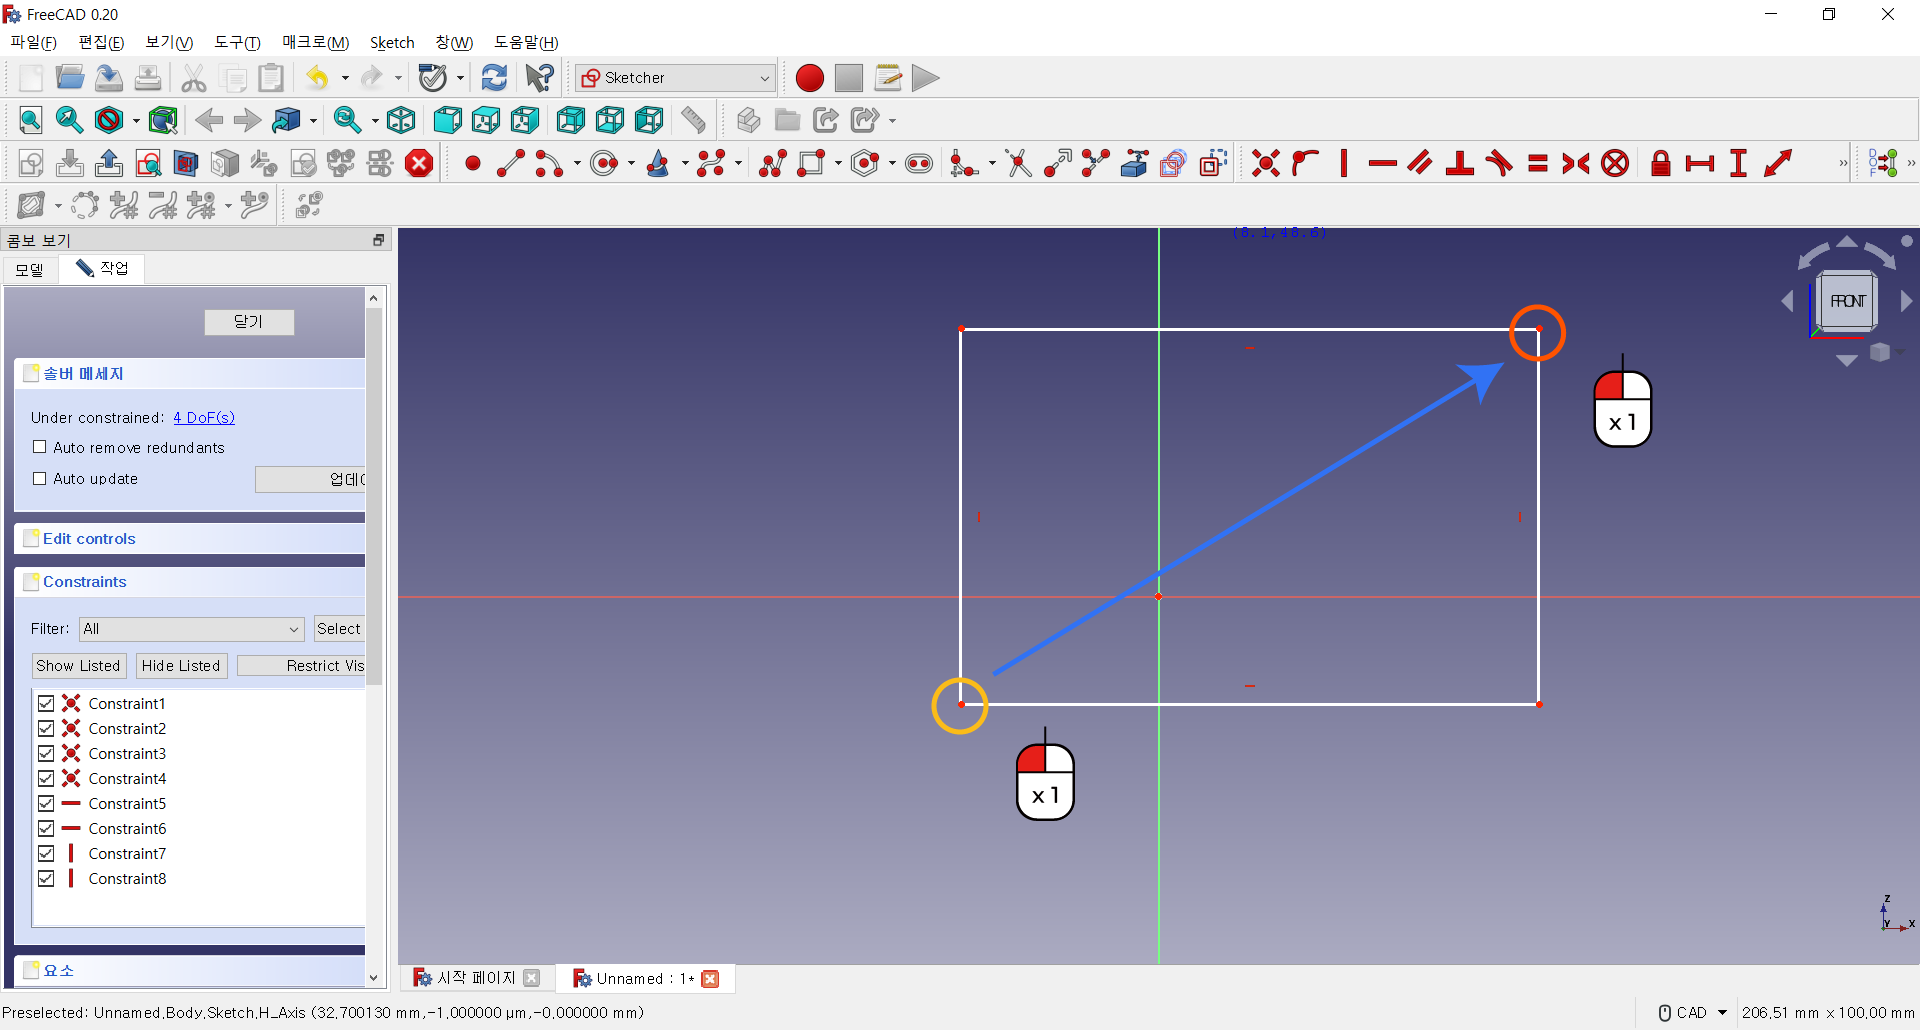 FreeCAD 0.20
파일(F) 편집(E) 보기(V) 도구(T) 매크로(M) Sketch 창(W) 도움말(H)
Sketcher
콤보 보기
모델 작업
닫기
솔버 메세지
Under constrained: 4 DoF(s)
Auto remove redundants
Auto update
Edit controls
Constraints
Filter: All Select
Show Listed Hide Listed Restrict Vis
Constraint1
Constraint2
Constraint3
Constraint4
Constraint5
Constraint6
Constraint7
Constraint8
요소
FRONT
x 1
x 1
Z
Y X
시작 페이지
Unnamed : 1*
Preselected: Unnamed.Body.Sketch.H_Axis (32.700130 mm,-1.000000 µm,-0.000000 mm)
CAD 206.51 mm x 100.00 mm